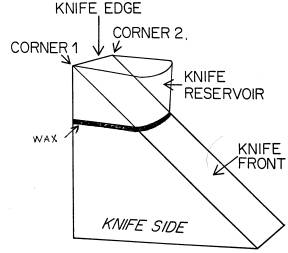 KNIFE EDGE
CORNER 1
CORNER 2.
KNIFE
RESERVOIR
WAX
KNIFE
FRONT
KNIFE SIDE